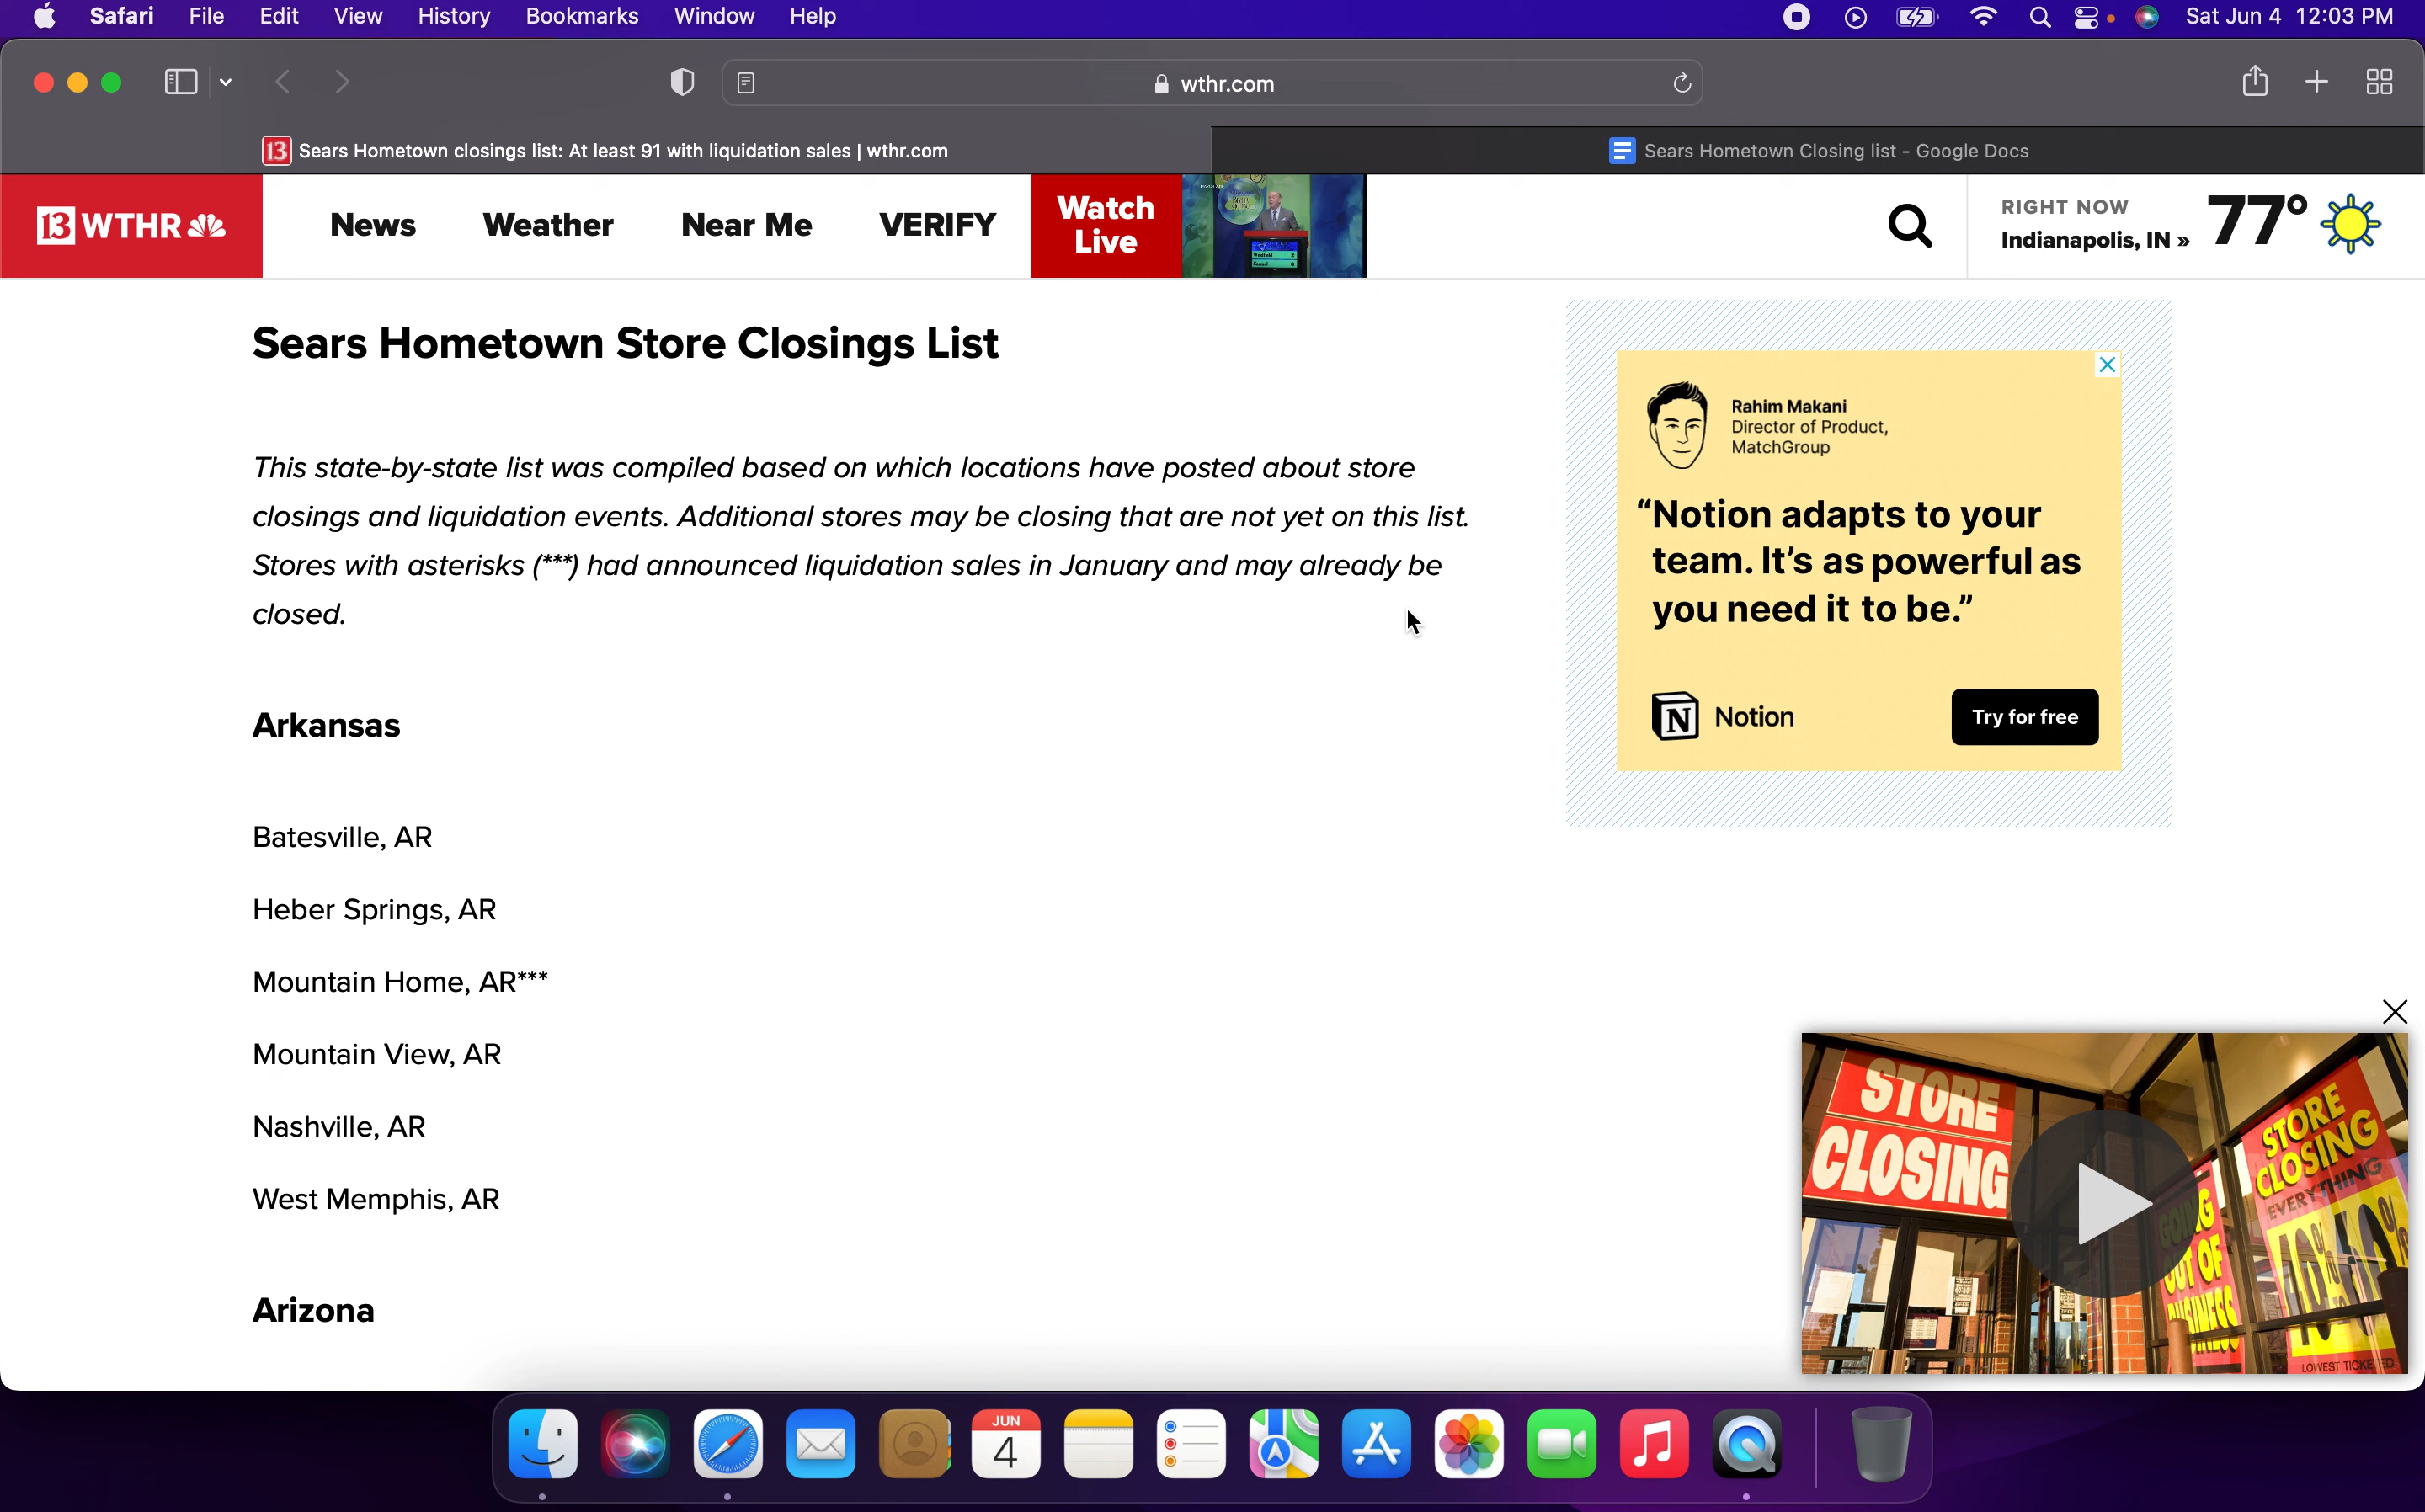 Safari File Edit View History Bookmarks Window Help Sat Jun 4 12:03 PM
wthr.com
13 Sears Hometown closings list: At least 91 with liquidation sales | wthr.com
Sears Hometown Closing list - Google Docs
13 WTHR
News Weather Near Me VERIFY
Watch
Live
RIGHT NOW
Indianapolis, IN »
77°
Sears Hometown Store Closings List
This state-by-state list was compiled based on which locations have posted about store
closings and liquidation events. Additional stores may be closing that are not yet on this list.
Stores with asterisks (***) had announced liquidation sales in January and may already be
closed.
Arkansas
Batesville, AR
Heber Springs, AR
Mountain Home, AR***
Mountain View, AR
Nashville, AR
West Memphis, AR
Arizona
Rahim Makani
Director of Product,
MatchGroup
“Notion adapts to your
team. It’s as powerful as
you need it to be.”
N Notion
Try for free
STORE
CLOSING
STORE
CLOSING
EVERYTHING
OUT OF
BUSINESS
JUN
4